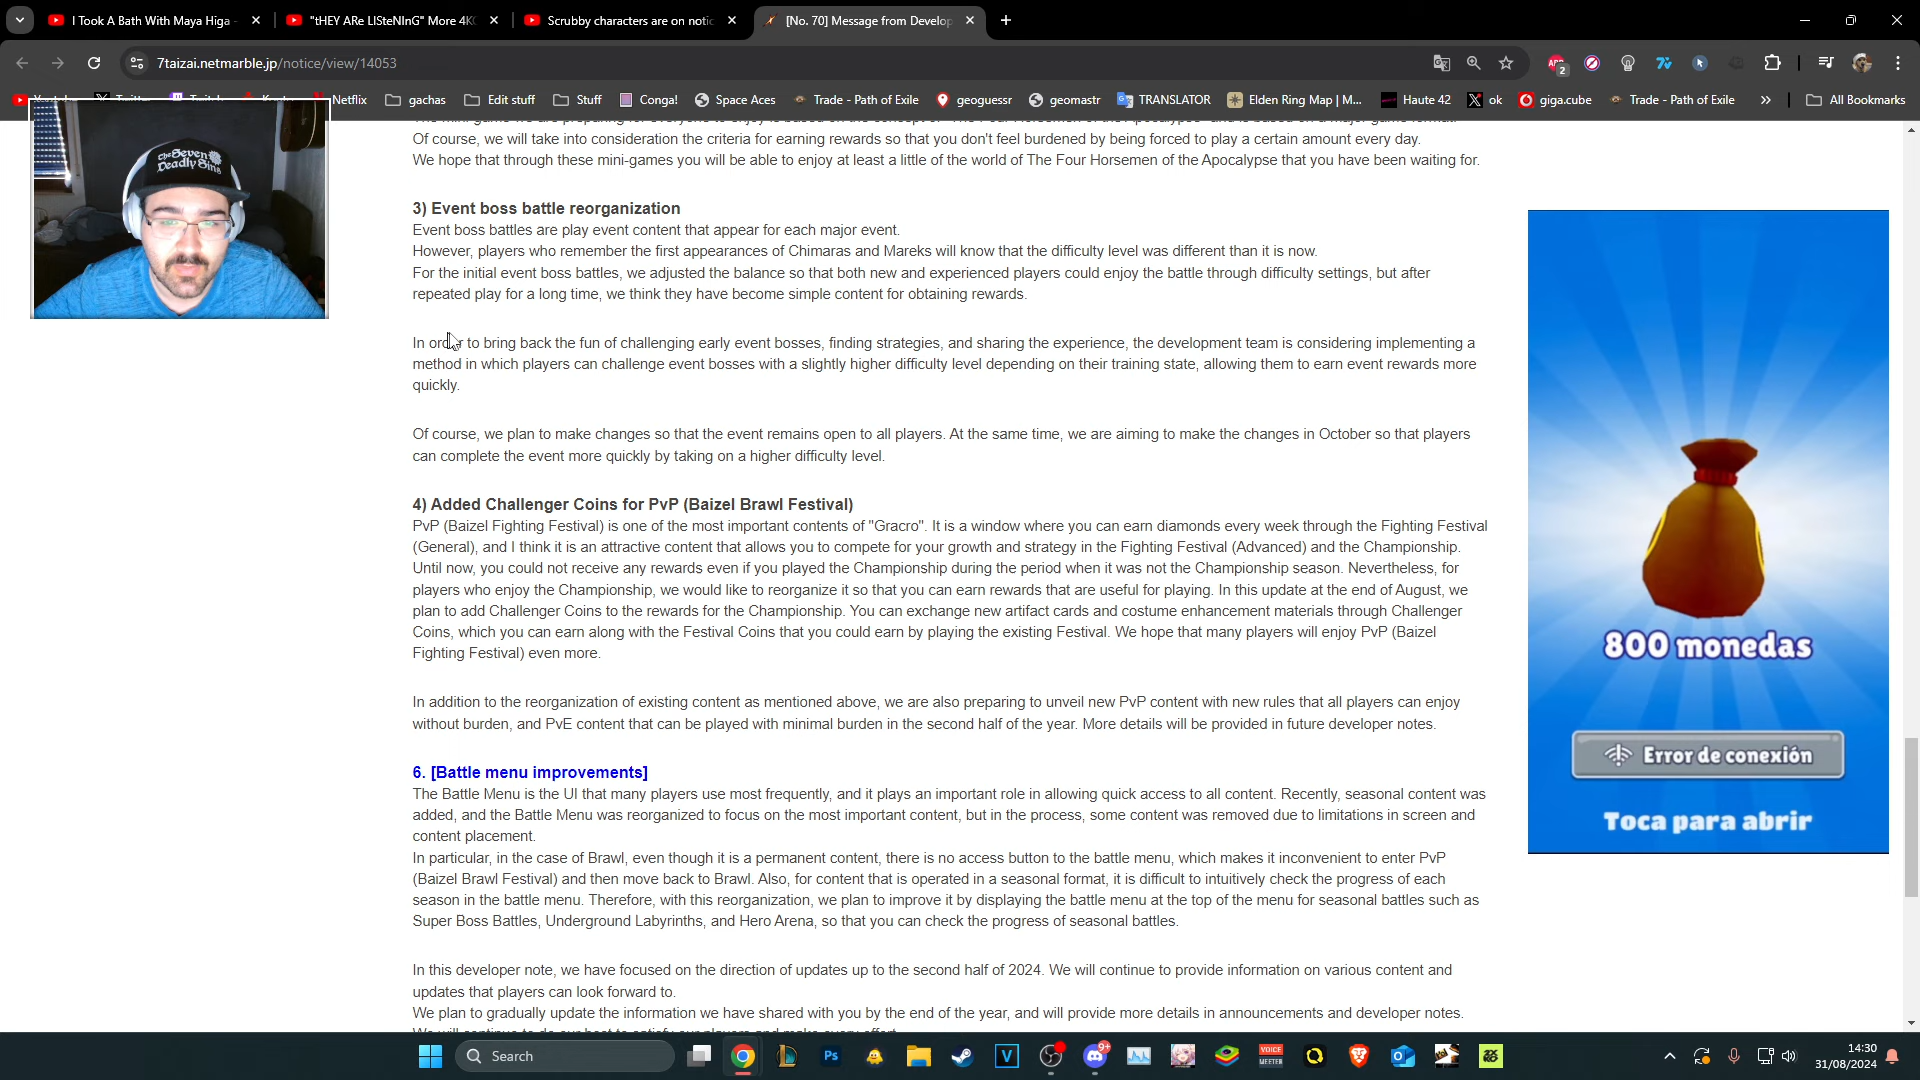 I Took A Bath With Maya Higa -
"tHEY ARe LISteNInG" More 4K
Scrubby characters are on notic
[No. 70] Message from Develop
7taizai.netmarble.jp/notice/view/14053
Netflix
gachas
Edit stuff
Stuff
Conga!
Space Aces
Trade - Path of Exile
geoguessr
geomastr
TRANSLATOR
Elden Ring Map | M...
Haute 42
ok
giga.cube
Trade - Path of Exile
All Bookmarks
The Seven
Deadly Sins
Of course, we will take into consideration the criteria for earning rewards so that you don't feel burdened by being forced to play a certain amount every day.
We hope that through these mini-games you will be able to enjoy at least a little of the world of The Four Horsemen of the Apocalypse that you have been waiting for.
3) Event boss battle reorganization
Event boss battles are play event content that appear for each major event.
However, players who remember the first appearances of Chimaras and Mareks will know that the difficulty level was different than it is now.
For the initial event boss battles, we adjusted the balance so that both new and experienced players could enjoy the battle through difficulty settings, but after
repeated play for a long time, we think they have become simple content for obtaining rewards.
In order to bring back the fun of challenging early event bosses, finding strategies, and sharing the experience, the development team is considering implementing a
method in which players can challenge event bosses with a slightly higher difficulty level depending on their training state, allowing them to earn event rewards more
quickly.
Of course, we plan to make changes so that the event remains open to all players. At the same time, we are aiming to make the changes in October so that players
can complete the event more quickly by taking on a higher difficulty level.
4) Added Challenger Coins for PvP (Baizel Brawl Festival)
PvP (Baizel Fighting Festival) is one of the most important contents of "Gracro". It is a window where you can earn diamonds every week through the Fighting Festival
(General), and I think it is an attractive content that allows you to compete for your growth and strategy in the Fighting Festival (Advanced) and the Championship.
Until now, you could not receive any rewards even if you played the Championship during the period when it was not the Championship season. Nevertheless, for
players who enjoy the Championship, we would like to reorganize it so that you can earn rewards that are useful for playing. In this update at the end of August, we
plan to add Challenger Coins to the rewards for the Championship. You can exchange new artifact cards and costume enhancement materials through Challenger
Coins, which you can earn along with the Festival Coins that you could earn by playing the existing Festival. We hope that many players will enjoy PvP (Baizel
Fighting Festival) even more.
In addition to the reorganization of existing content as mentioned above, we are also preparing to unveil new PvP content with new rules that all players can enjoy
without burden, and PvE content that can be played with minimal burden in the second half of the year. More details will be provided in future developer notes.
6. [Battle menu improvements]
The Battle Menu is the UI that many players use most frequently, and it plays an important role in allowing quick access to all content. Recently, seasonal content was
added, and the Battle Menu was reorganized to focus on the most important content, but in the process, some content was removed due to limitations in screen and
content placement.
In particular, in the case of Brawl, even though it is a permanent content, there is no access button to the battle menu, which makes it inconvenient to enter PvP
(Baizel Brawl Festival) and then move back to Brawl. Also, for content that is operated in a seasonal format, it is difficult to intuitively check the progress of each
season in the battle menu. Therefore, with this reorganization, we plan to improve it by displaying the battle menu at the top of the menu for seasonal battles such as
Super Boss Battles, Underground Labyrinths, and Hero Arena, so that you can check the progress of seasonal battles.
In this developer note, we have focused on the direction of updates up to the second half of 2024. We will continue to provide information on various content and
updates that players can look forward to.
We plan to gradually update the information we have shared with you by the end of the year, and will provide more details in announcements and developer notes.
800 monedas
Error de conexión
Toca para abrir
Search
14:30
31/08/2024